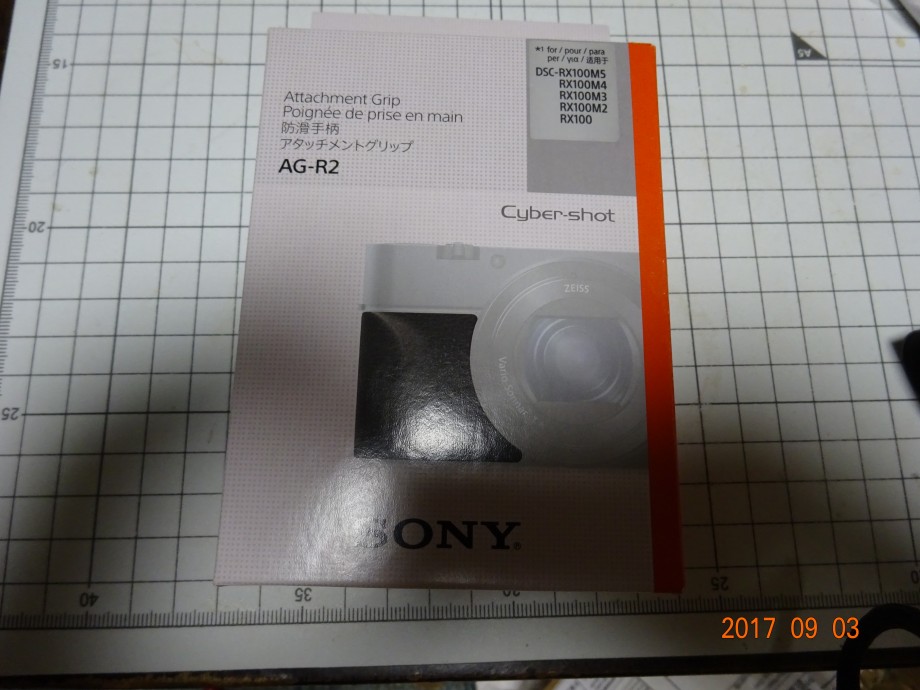 *1 for / pour / para
per / για / 适用于
DSC-RX100M5
RX100M4
RX100M3
RX100M2
RX100
Attachment Grip
Poignée de prise en main
防滑手柄
アタッチメントグリップ
AG-R2
Cyber-shot
ZEISS
SONY
A5
15
20
25
40
35
30
25
2017 09 03